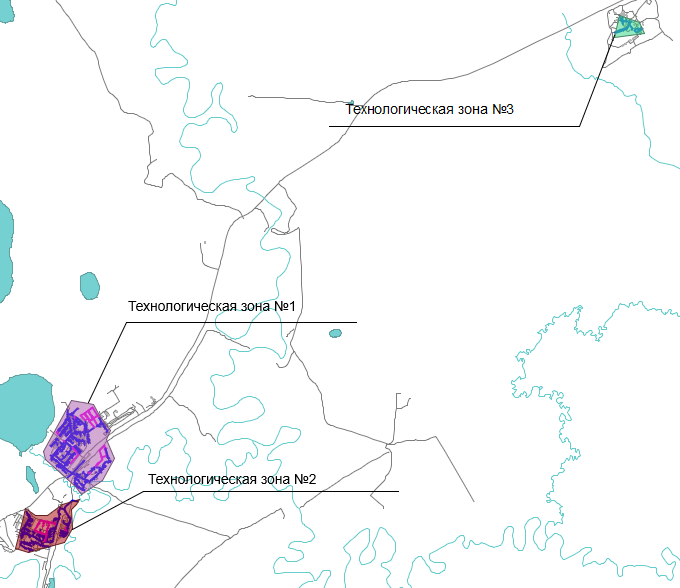 Технологическая зона №3
Технологическая зона №1
Технологическая зона №2